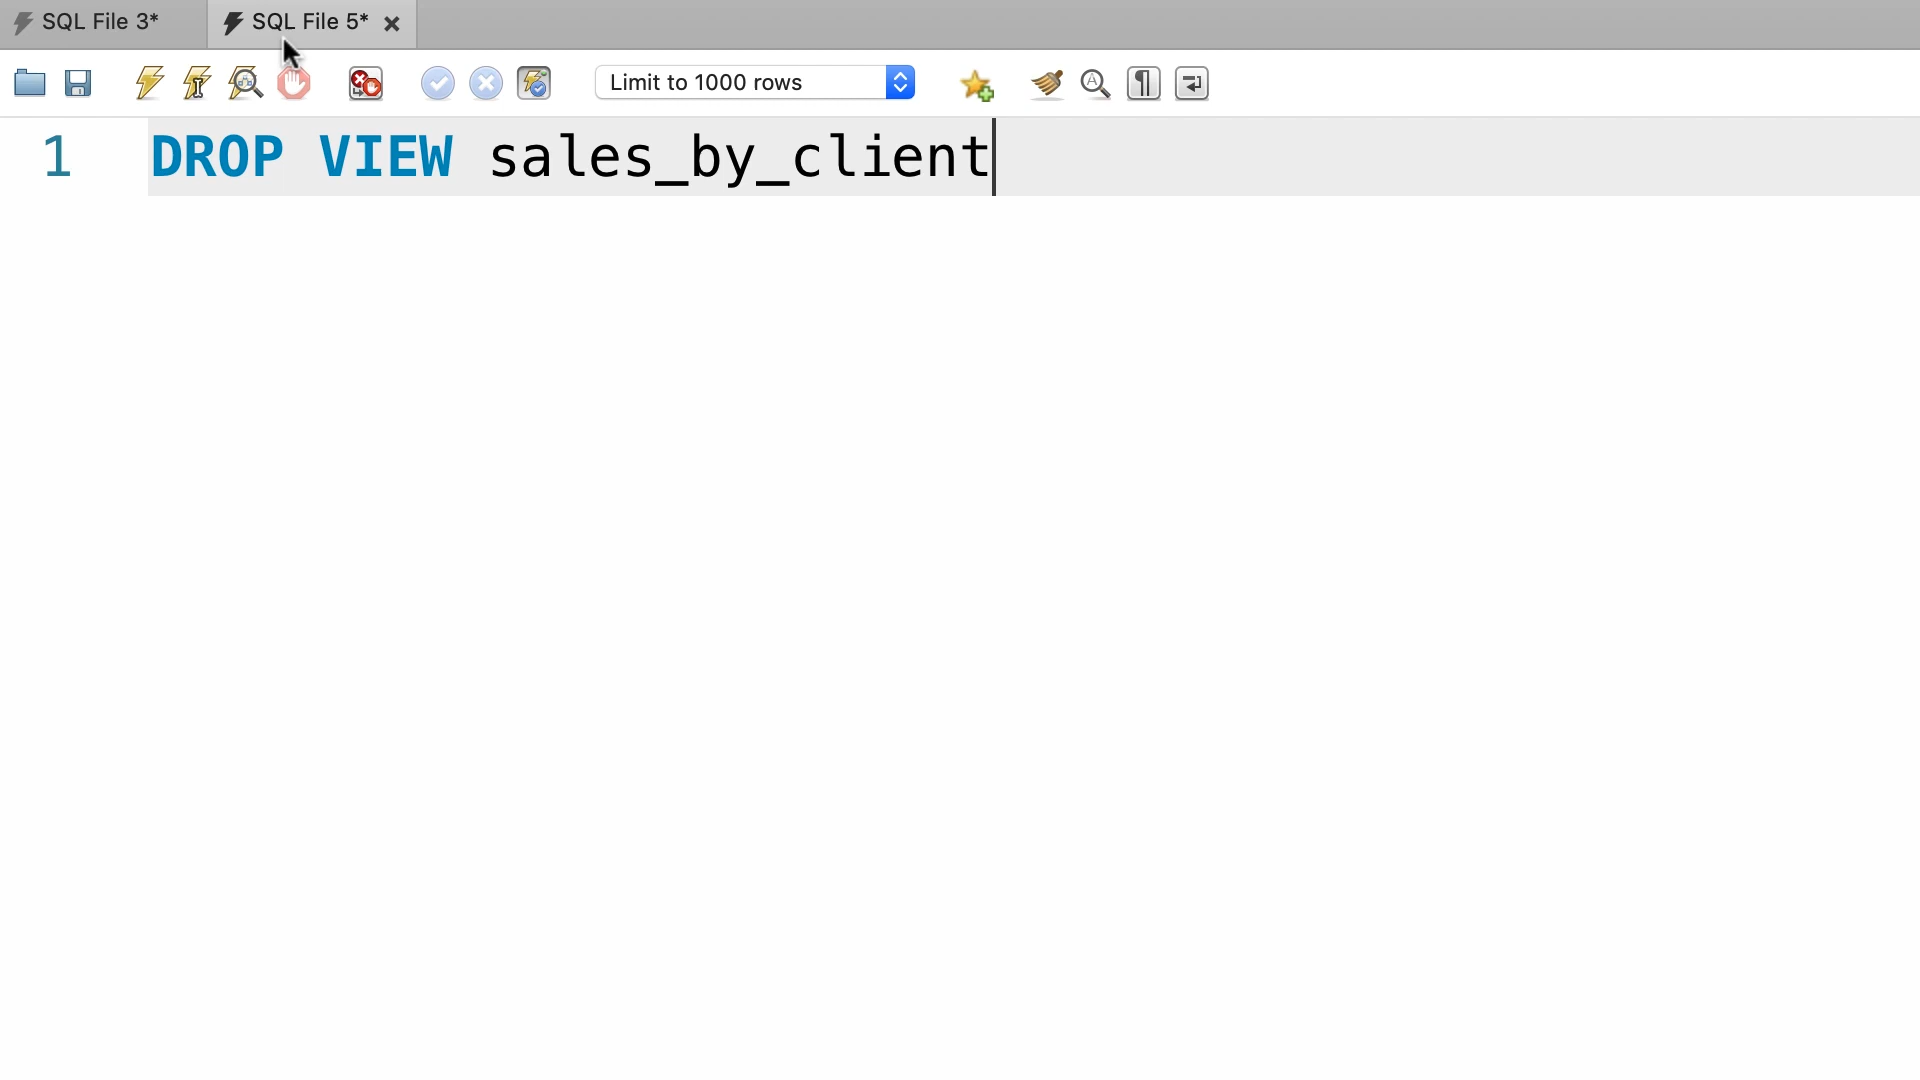 SQL File 3*
SQL File 5*
Limit to 1000 rows
1 DROP VIEW sales_by_client